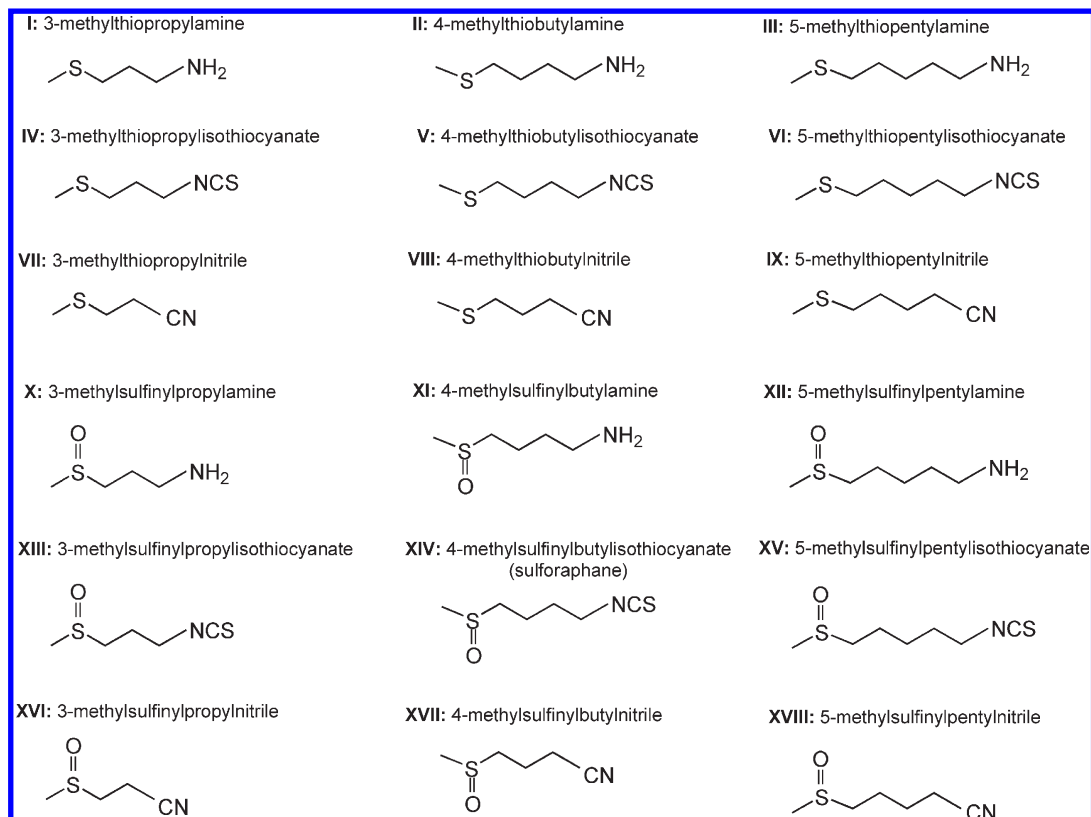 I: 3-methylthiopropylamine
II: 4-methylthiobutylamine
III: 5-methylthiopentylamine
S NH2
S NH2
S NH2
IV: 3-methylthiopropylisothiocyanate
V: 4-methylthiobutylisothiocyanate
VI: 5-methylthiopentylisothiocyanate
S NCS
S NCS
S NCS
VII: 3-methylthiopropylnitrile
VIII: 4-methylthiobutylnitrile
IX: 5-methylthiopentylnitrile
S CN
S CN
S CN
X: 3-methylsulfinylpropylamine
XI: 4-methylsulfinylbutylamine
XII: 5-methylsulfinylpentylamine
O
S NH2
S NH2
O
O
S NH2
XIII: 3-methylsulfinylpropylisothiocyanate
XIV: 4-methylsulfinylbutylisothiocyanate
(sulforaphane)
XV: 5-methylsulfinylpentylisothiocyanate
O
S NCS
S NCS
O
O
S NCS
XVI: 3-methylsulfinylpropylnitrile
XVII: 4-methylsulfinylbutylnitrile
XVIII: 5-methylsulfinylpentylnitrile
O
S CN
S CN
O
O
S CN